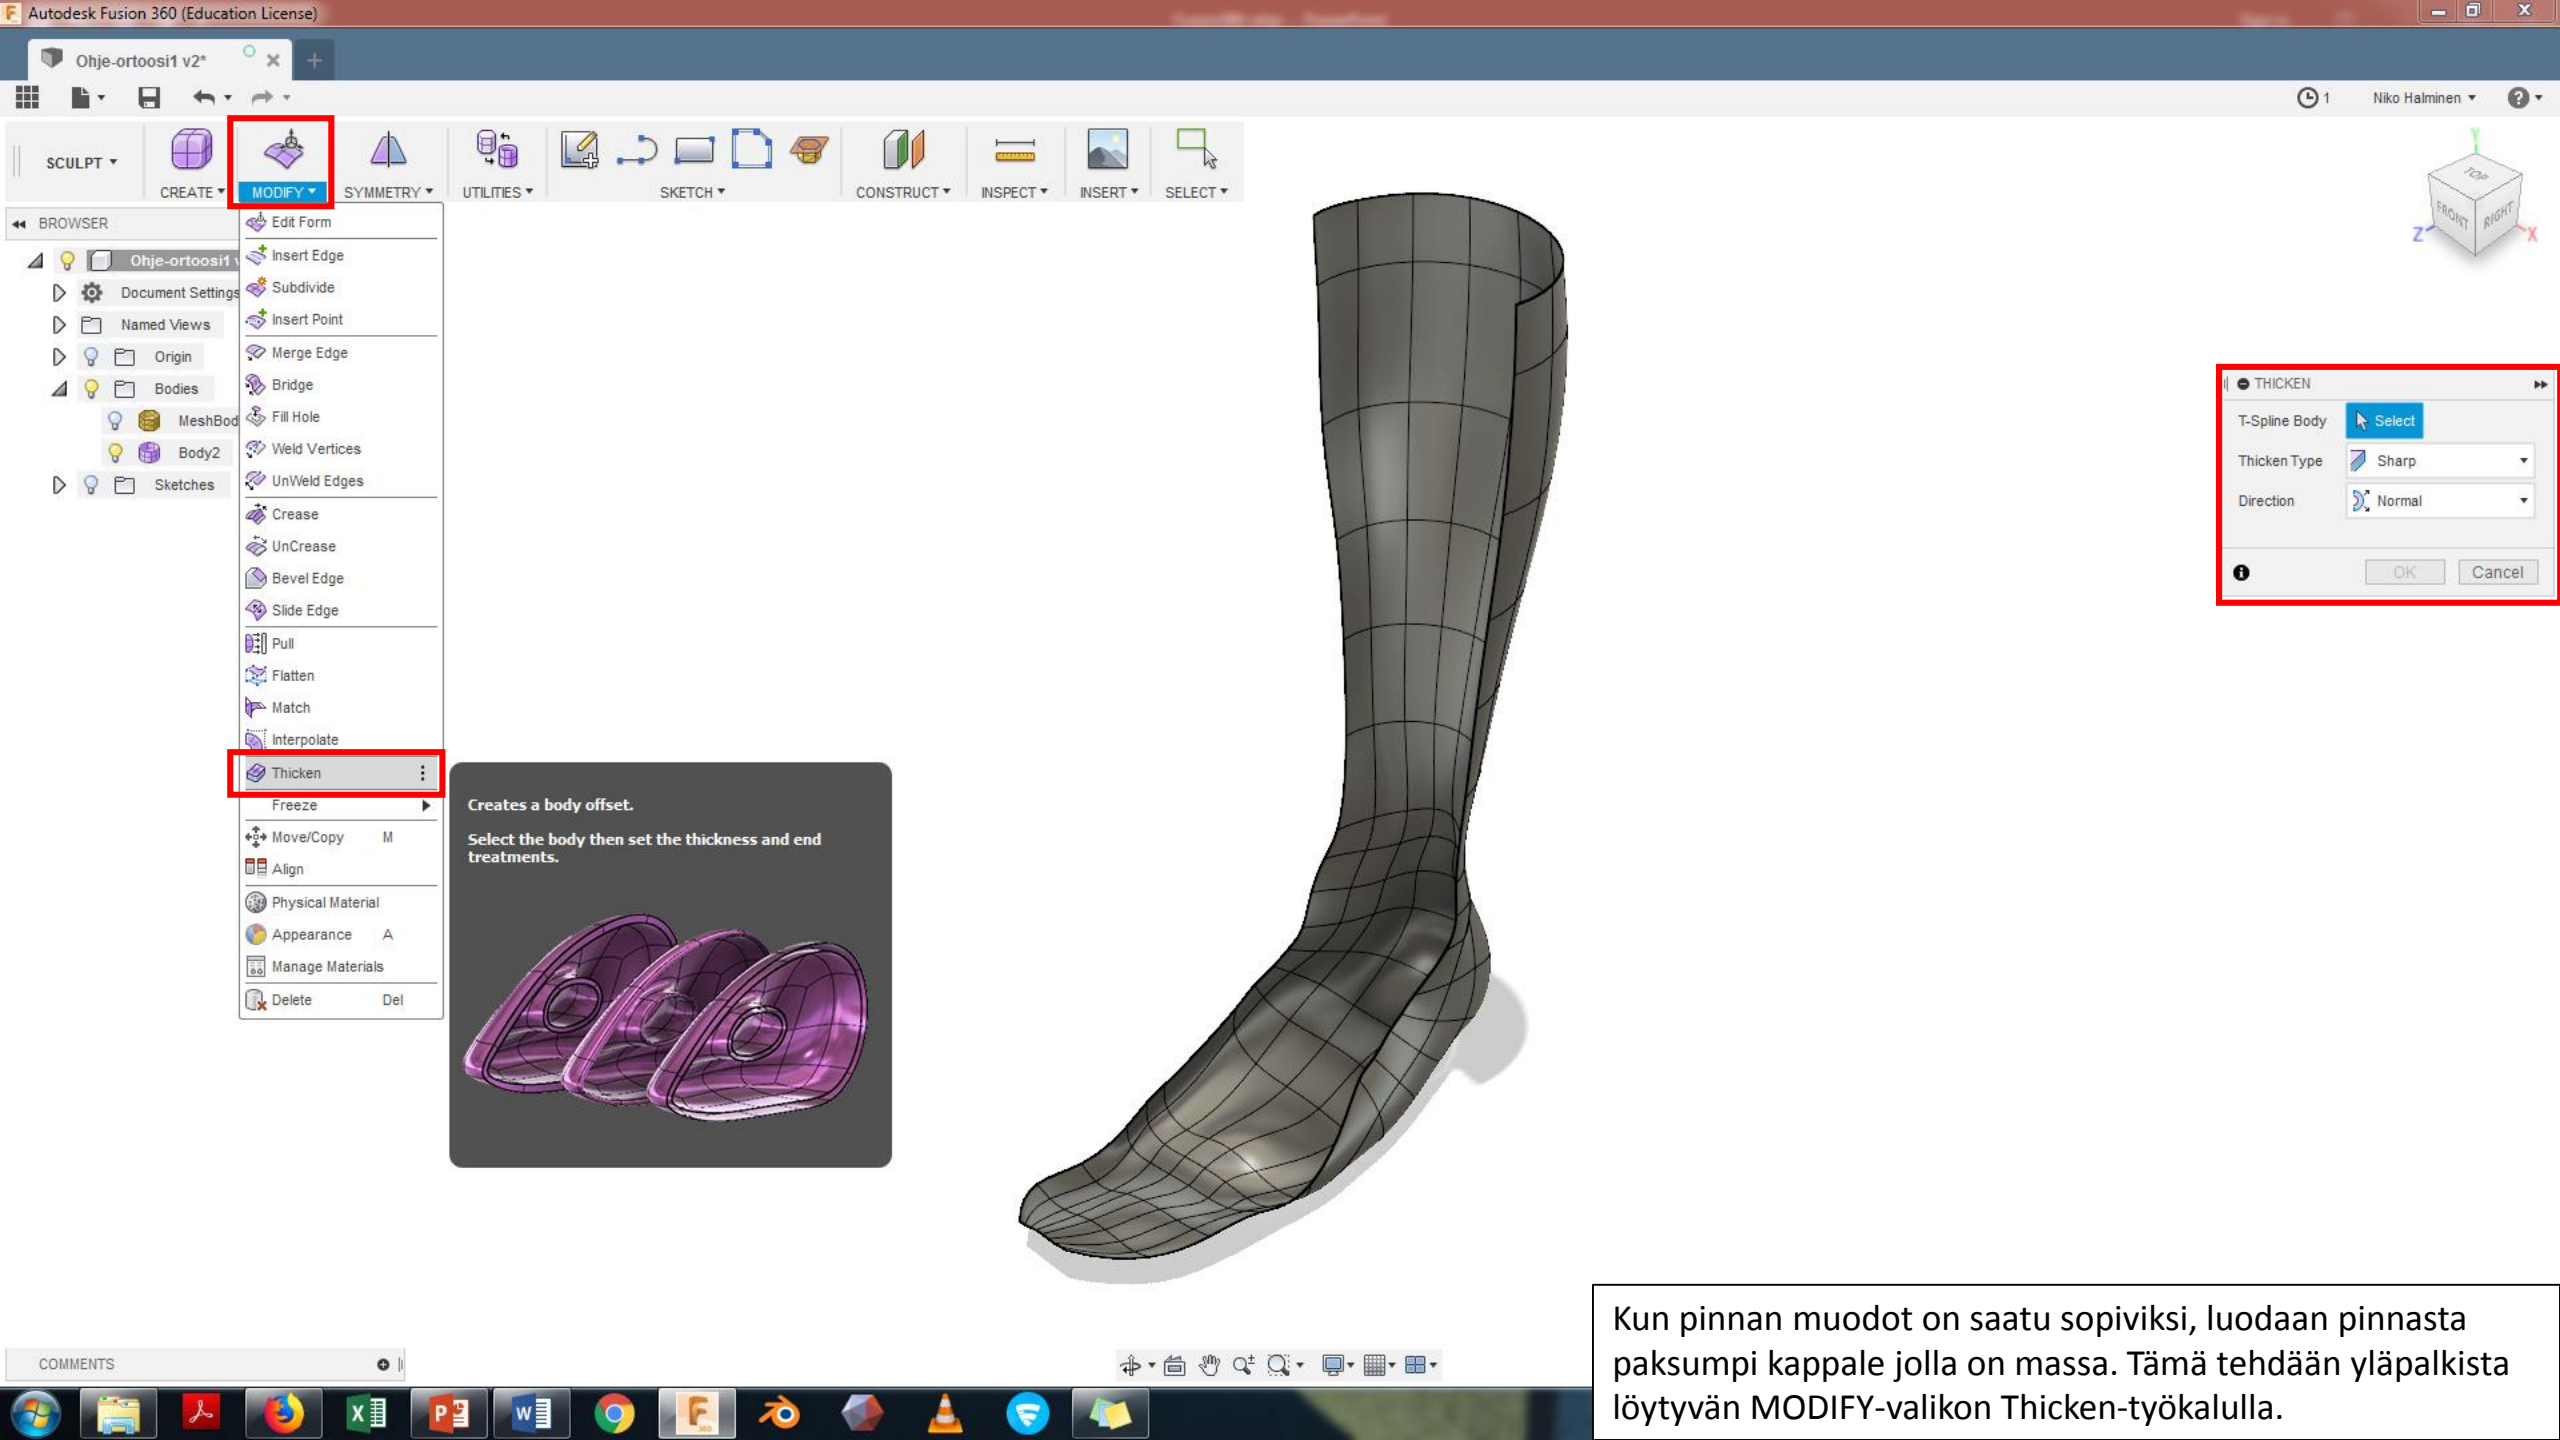 Autodesk Fusion 360 (Education License)
Ohje-ortoosi1 v2*
1
Niko Halminen
SCULPT
CREATE
MODIFY
SYMMETRY
UTILITIES
SKETCH
CONSTRUCT
INSPECT
INSERT
SELECT
TOP
FRONT
RIGHT
Y
Z
X
BROWSER
Ohje-ortoosi1 v
Document Settings
Named Views
Origin
Bodies
MeshBod
Body2
Sketches
Edit Form
Insert Edge
Subdivide
Insert Point
Merge Edge
Bridge
Fill Hole
Weld Vertices
UnWeld Edges
Crease
UnCrease
Bevel Edge
Slide Edge
Pull
Flatten
Match
Interpolate
Thicken
Freeze
Move/Copy M
Align
Physical Material
Appearance A
Manage Materials
Delete Del
Creates a body offset.
Select the body then set the thickness and end
treatments.
THICKEN
T-Spline Body Select
Thicken Type Sharp
Direction Normal
OK Cancel
COMMENTS
Kun pinnan muodot on saatu sopiviksi, luodaan pinnasta
paksumpi kappale jolla on massa. Tämä tehdään yläpalkista
löytyvän MODIFY-valikon Thicken-työkalulla.